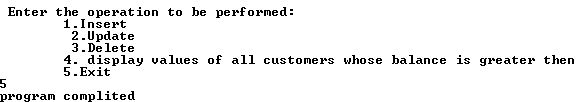 Enter the operation to be performed:
1.Insert
2.Update
3.Delete
4. display values of all customers whose balance is greater then
5.Exit
5
program complited